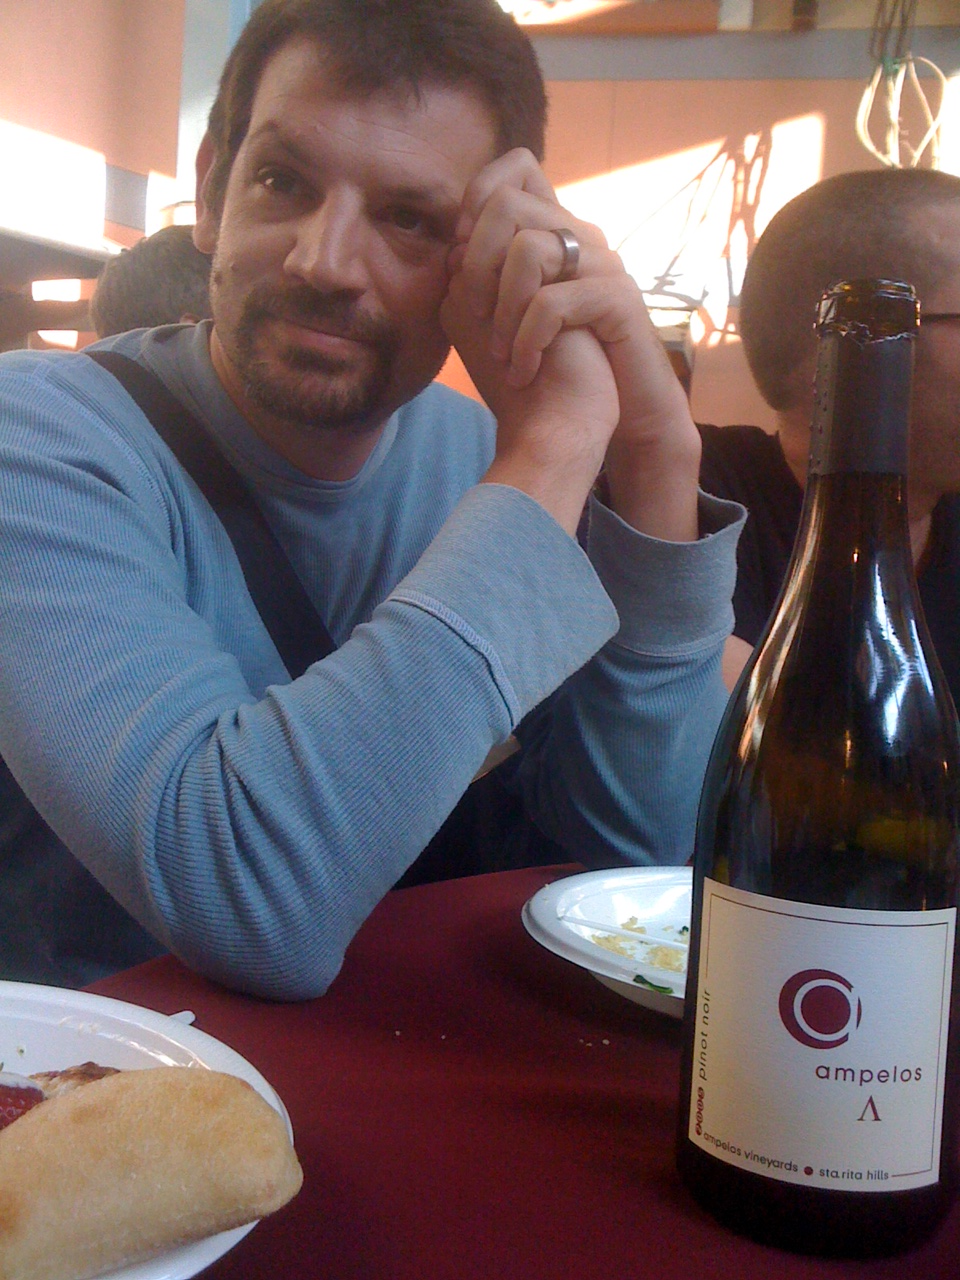 pinot noir
ampelos
Λ
ampelos vineyards • sta. rita hills